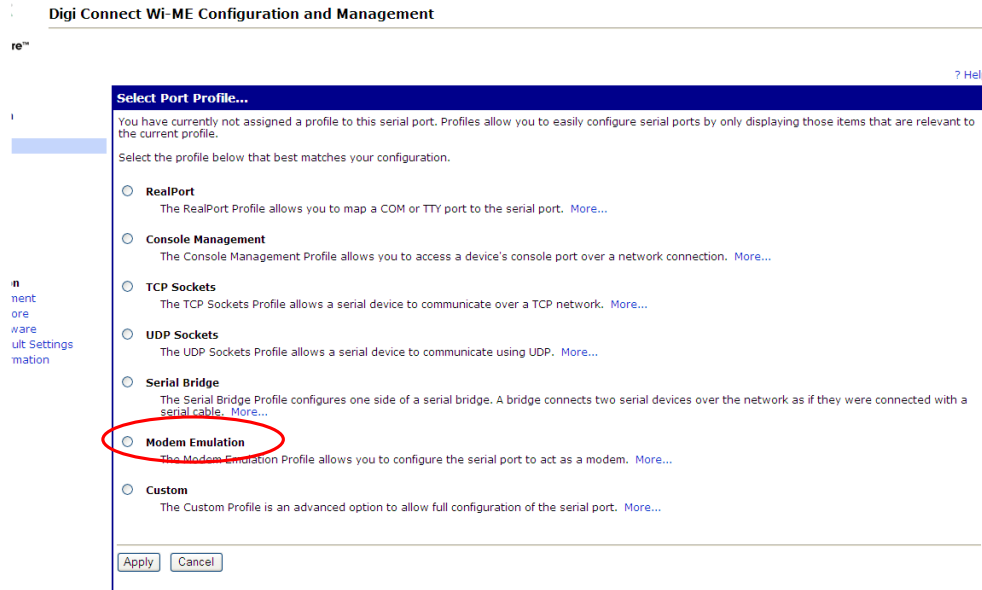 Digi Connect Wi-ME Configuration and Management
re™
? Hel
Select Port Profile...
You have currently not assigned a profile to this serial port. Profiles allow you to easily configure serial ports by only displaying those items that are relevant to
the current profile.
Select the profile below that best matches your configuration.
RealPort
The RealPort Profile allows you to map a COM or TTY port to the serial port. More...
Console Management
The Console Management Profile allows you to access a device's console port over a network connection. More...
TCP Sockets
The TCP Sockets Profile allows a serial device to communicate over a TCP network. More...
n
ment
ore
ware
ult Settings
mation
UDP Sockets
The UDP Sockets Profile allows a serial device to communicate using UDP. More...
Serial Bridge
The Serial Bridge Profile configures one side of a serial bridge. A bridge connects two serial devices over the network as if they were connected with a
serial cable. More...
Modem Emulation
The Modem Emulation Profile allows you to configure the serial port to act as a modem. More...
Custom
The Custom Profile is an advanced option to allow full configuration of the serial port. More...
Apply
Cancel